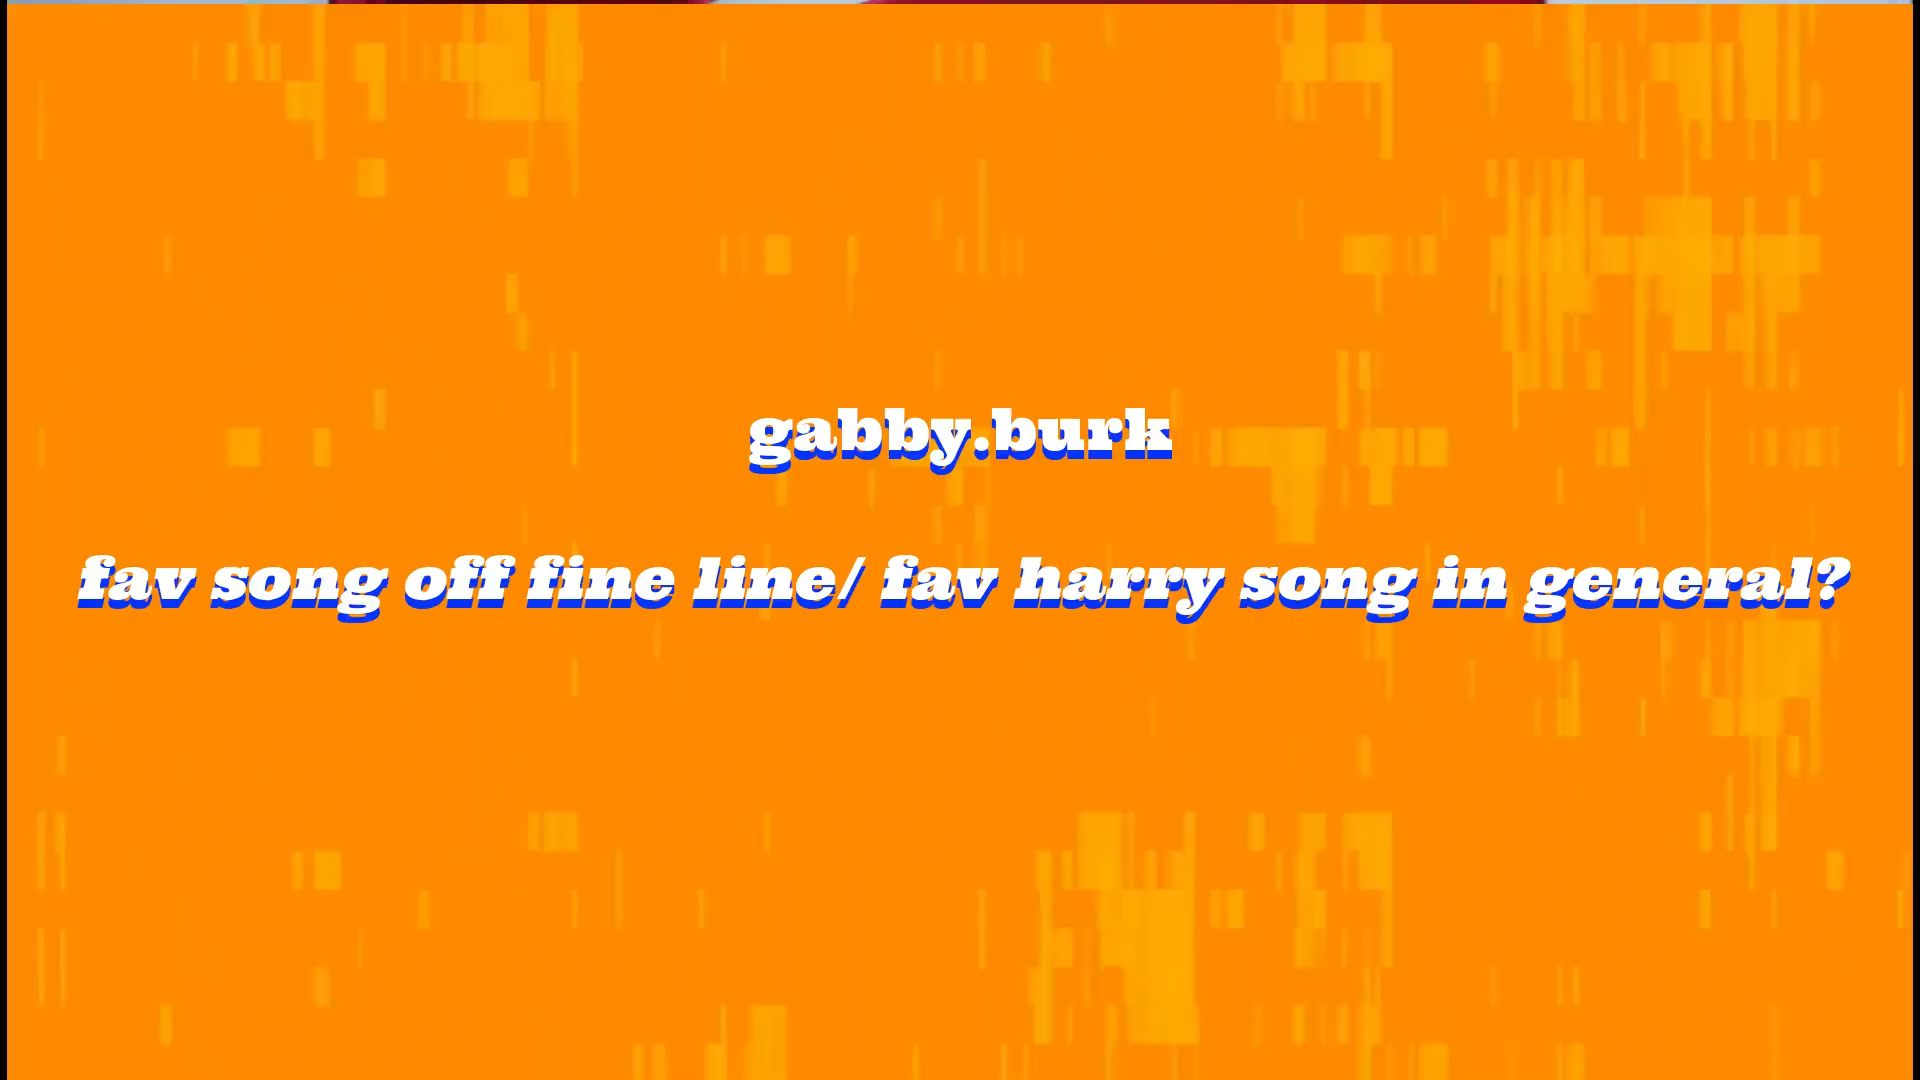 gabby.burk
fav song off fine line/ fav harry song in general?